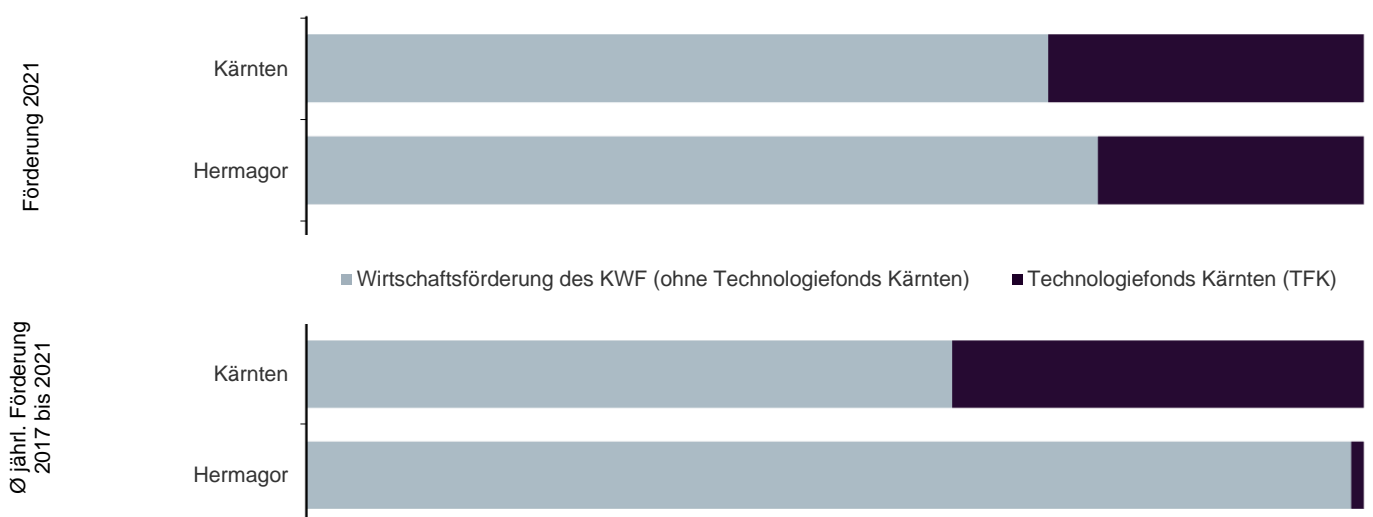 Förderung 2021
Kärnten
Hermagor
Wirtschaftsförderung des KWF (ohne Technologiefonds Kärnten) Technologiefonds Kärnten (TFK)
Ø jährl. Förderung
2017 bis 2021
Kärnten
Hermagor